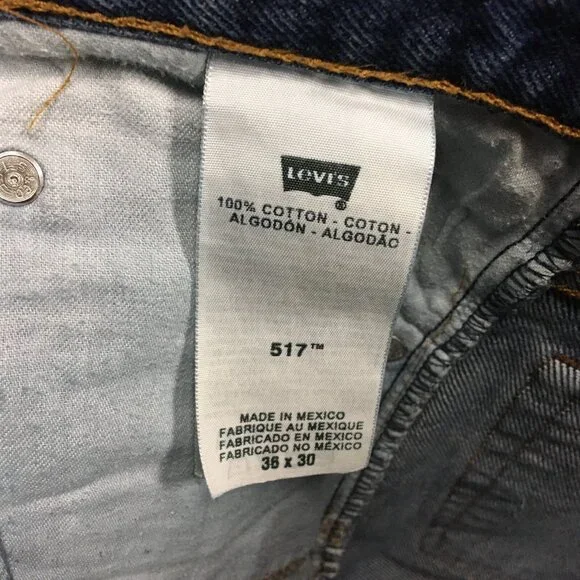 Levi's
®
100% COTTON - COTON -
ALGODÓN - ALGODÃO
517™
MADE IN MEXICO
FABRIQUE AU MEXIQUE
FABRICADO EN MEXICO
FABRICADO NO MÉXICO
36 x 30